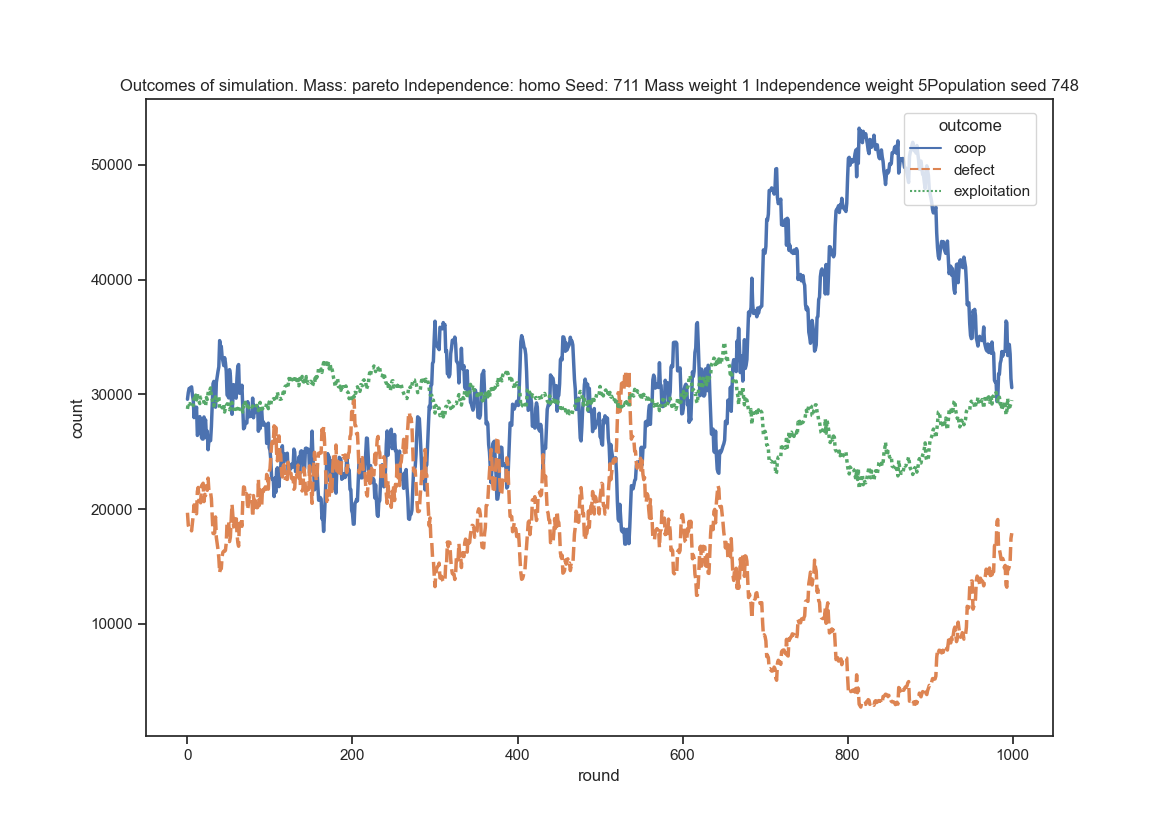 Outcomes of simulation. Mass: pareto Independence: homo Seed: 711 Mass weight 1 Independence weight 5Population seed 748
outcome
coop
defect
exploitation
50000
40000
30000
20000
10000
count
0 200 400 600 800 1000
round